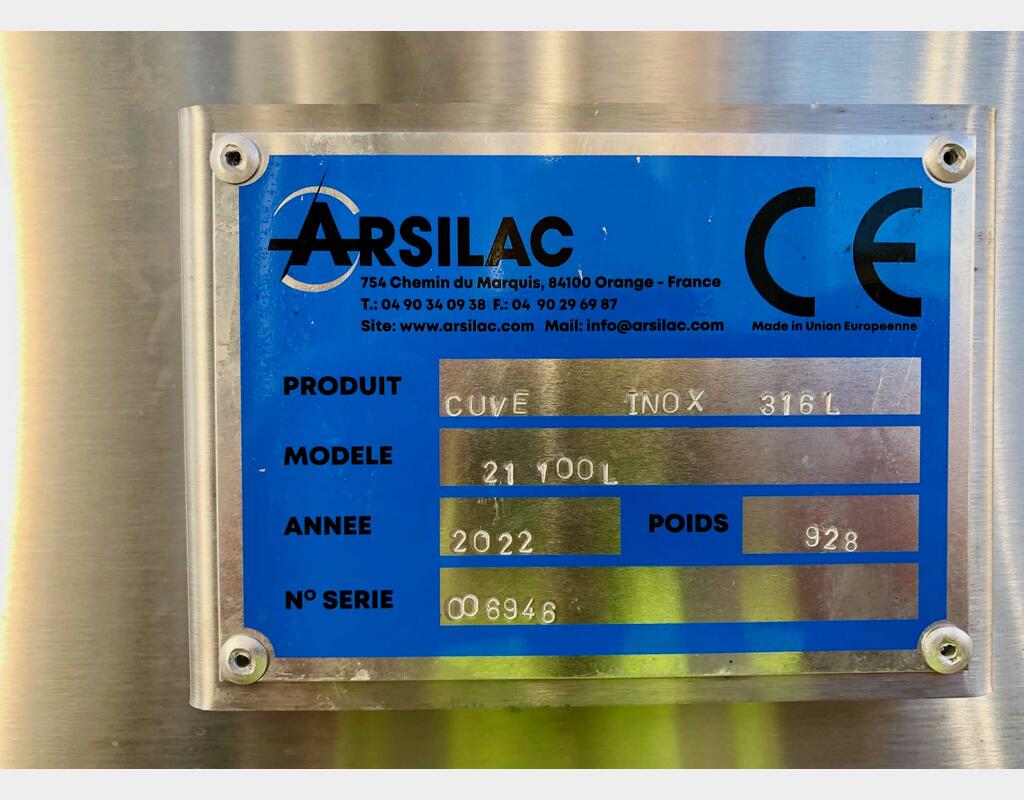 ARSILAC
754 Chemin du Marquis, 84100 Orange - France
T.: 04 90 34 09 38 F.: 04 90 29 69 87
Site: www.arsilac.com Mail: info@arsilac.com
CE
Made in Union Europeenne
PRODUIT CUVE INOX 316L
MODELE 21 100L
ANNEE 2022 POIDS 928
Nº SERIE 006946